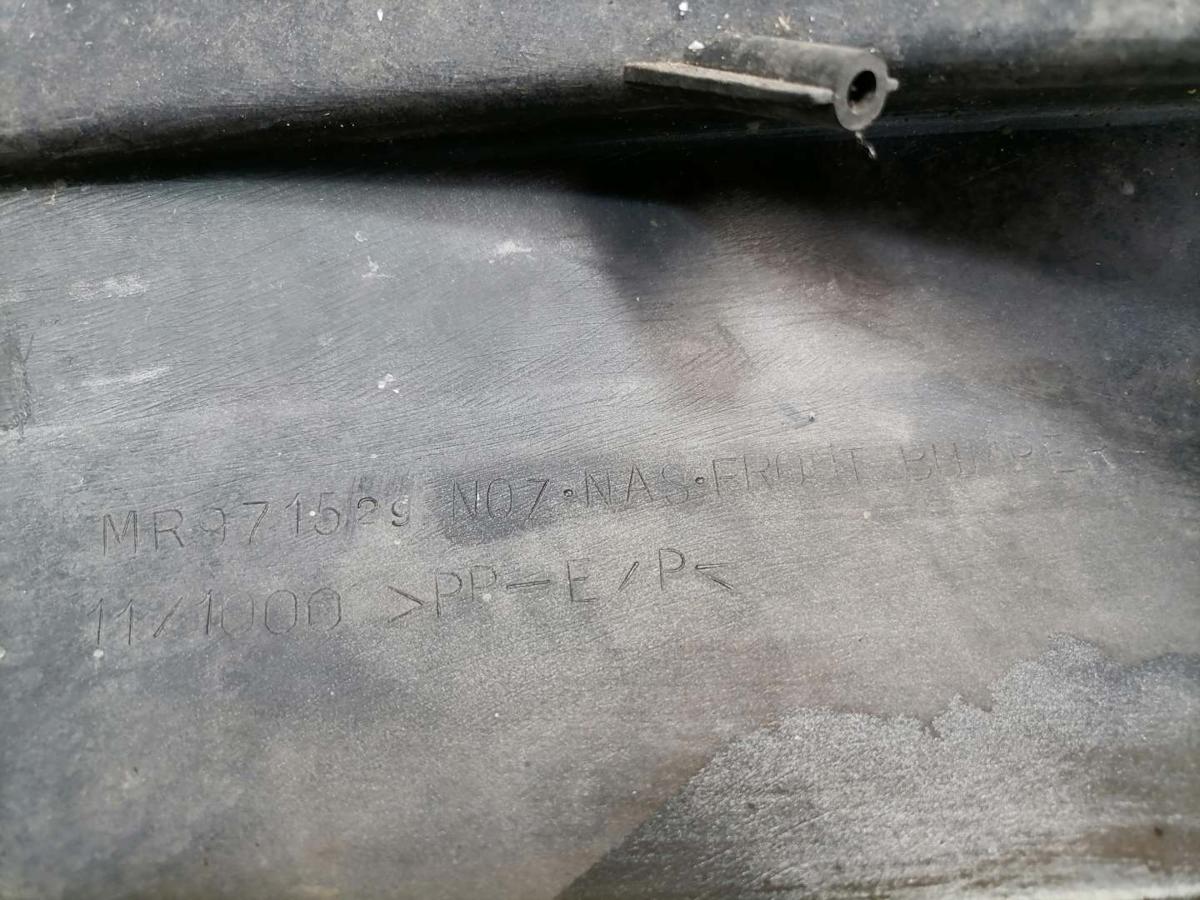 MR971529 N07·NAS·FRONT BUMPER
11/1000 >PP-E/P<